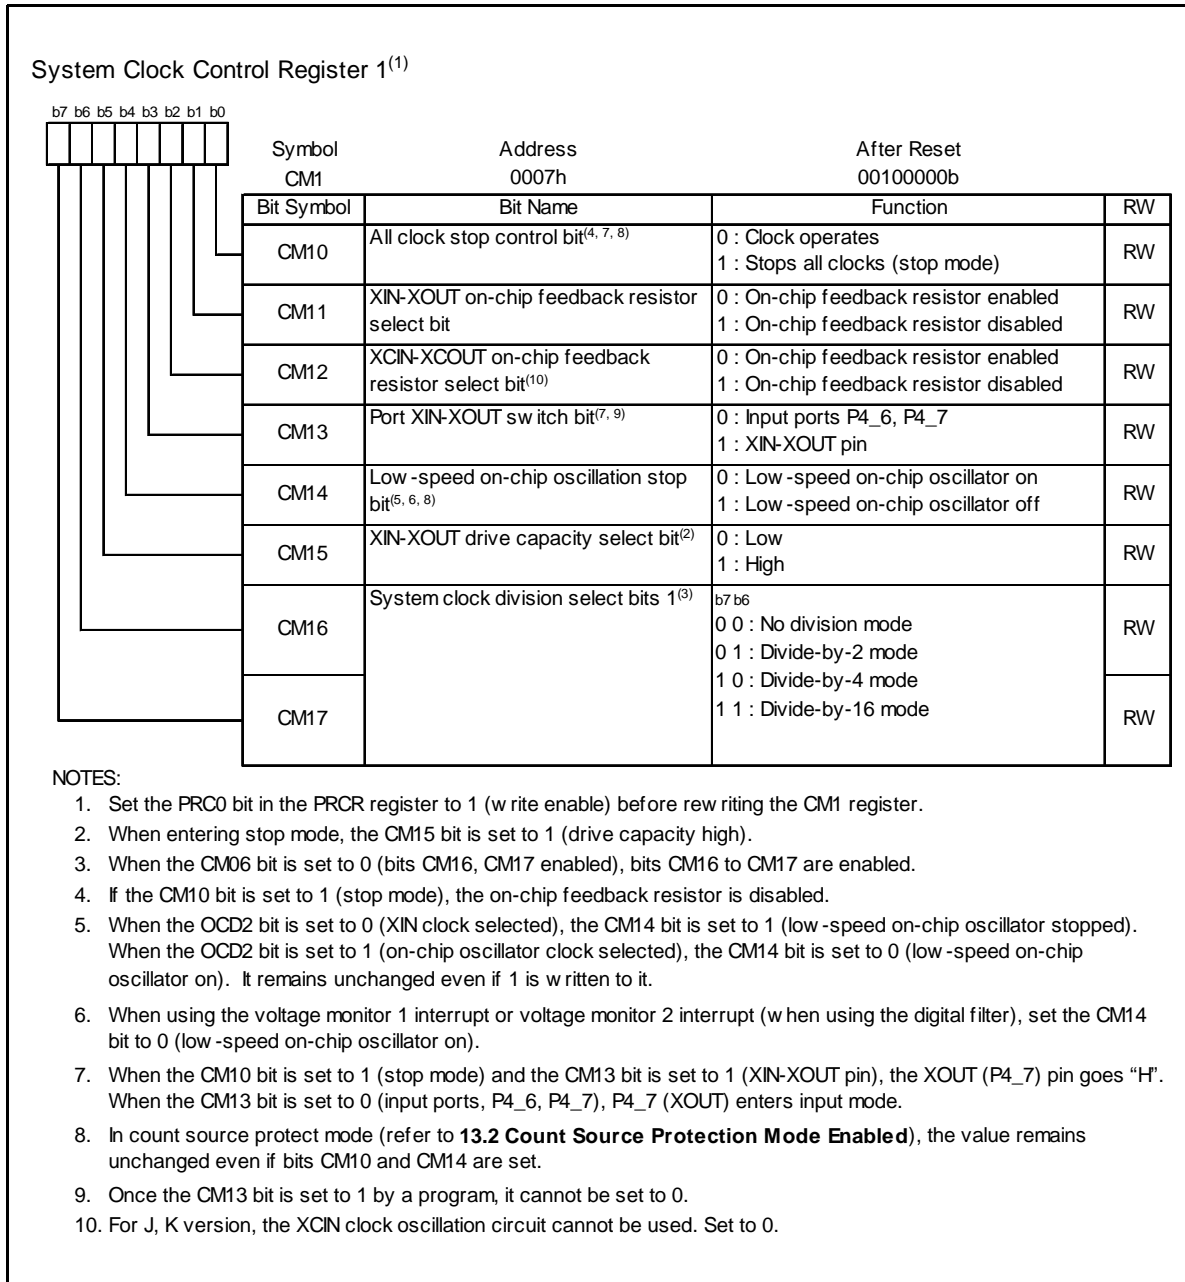 System Clock Control Register 1(1)
b7 b6 b5 b4 b3 b2 b1 b0
Symbol Address After Reset
CM1 0007h 00100000b
Bit Symbol Bit Name Function RW
CM10 All clock stop control bit(4, 7, 8) 0 : Clock operates RW
1 : Stops all clocks (stop mode)
CM11 XIN-XOUT on-chip feedback resistor 0 : On-chip feedback resistor enabled RW
select bit 1 : On-chip feedback resistor disabled
CM12 XCIN-XCOUT on-chip feedback 0 : On-chip feedback resistor enabled RW
resistor select bit(10) 1 : On-chip feedback resistor disabled
CM13 Port XIN-XOUT switch bit(7, 9) 0 : Input ports P4_6, P4_7 RW
1 : XIN-XOUT pin
CM14 Low-speed on-chip oscillation stop 0 : Low-speed on-chip oscillator on RW
bit(5, 6, 8) 1 : Low-speed on-chip oscillator off
CM15 XIN-XOUT drive capacity select bit(2) 0 : Low RW
1 : High
CM16 System clock division select bits 1(3) b7 b6 RW
0 0 : No division mode
0 1 : Divide-by-2 mode
1 0 : Divide-by-4 mode
CM17 1 1 : Divide-by-16 mode RW
NOTES:
1. Set the PRC0 bit in the PRCR register to 1 (write enable) before rewriting the CM1 register.
2. When entering stop mode, the CM15 bit is set to 1 (drive capacity high).
3. When the CM06 bit is set to 0 (bits CM16, CM17 enabled), bits CM16 to CM17 are enabled.
4. If the CM10 bit is set to 1 (stop mode), the on-chip feedback resistor is disabled.
5. When the OCD2 bit is set to 0 (XIN clock selected), the CM14 bit is set to 1 (low-speed on-chip oscillator stopped).
When the OCD2 bit is set to 1 (on-chip oscillator clock selected), the CM14 bit is set to 0 (low-speed on-chip
oscillator on). It remains unchanged even if 1 is written to it.
6. When using the voltage monitor 1 interrupt or voltage monitor 2 interrupt (when using the digital filter), set the CM14
bit to 0 (low-speed on-chip oscillator on).
7. When the CM10 bit is set to 1 (stop mode) and the CM13 bit is set to 1 (XIN-XOUT pin), the XOUT (P4_7) pin goes “H”.
When the CM13 bit is set to 0 (input ports, P4_6, P4_7), P4_7 (XOUT) enters input mode.
8. In count source protect mode (refer to 13.2 Count Source Protection Mode Enabled), the value remains
unchanged even if bits CM10 and CM14 are set.
9. Once the CM13 bit is set to 1 by a program, it cannot be set to 0.
10. For J, K version, the XCIN clock oscillation circuit cannot be used. Set to 0.